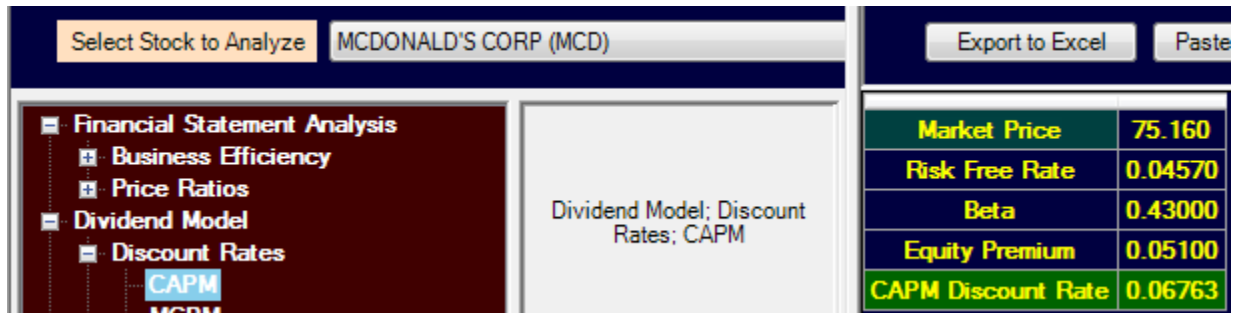 Select Stock to Analyze
MCDONALD'S CORP (MCD)
Export to Excel
Paste
Financial Statement Analysis
Business Efficiency
Price Ratios
Dividend Model
Discount Rates
CAPM
Dividend Model; Discount
Rates; CAPM
Market Price 75.160
Risk Free Rate 0.04570
Beta 0.43000
Equity Premium 0.05100
CAPM Discount Rate 0.06763